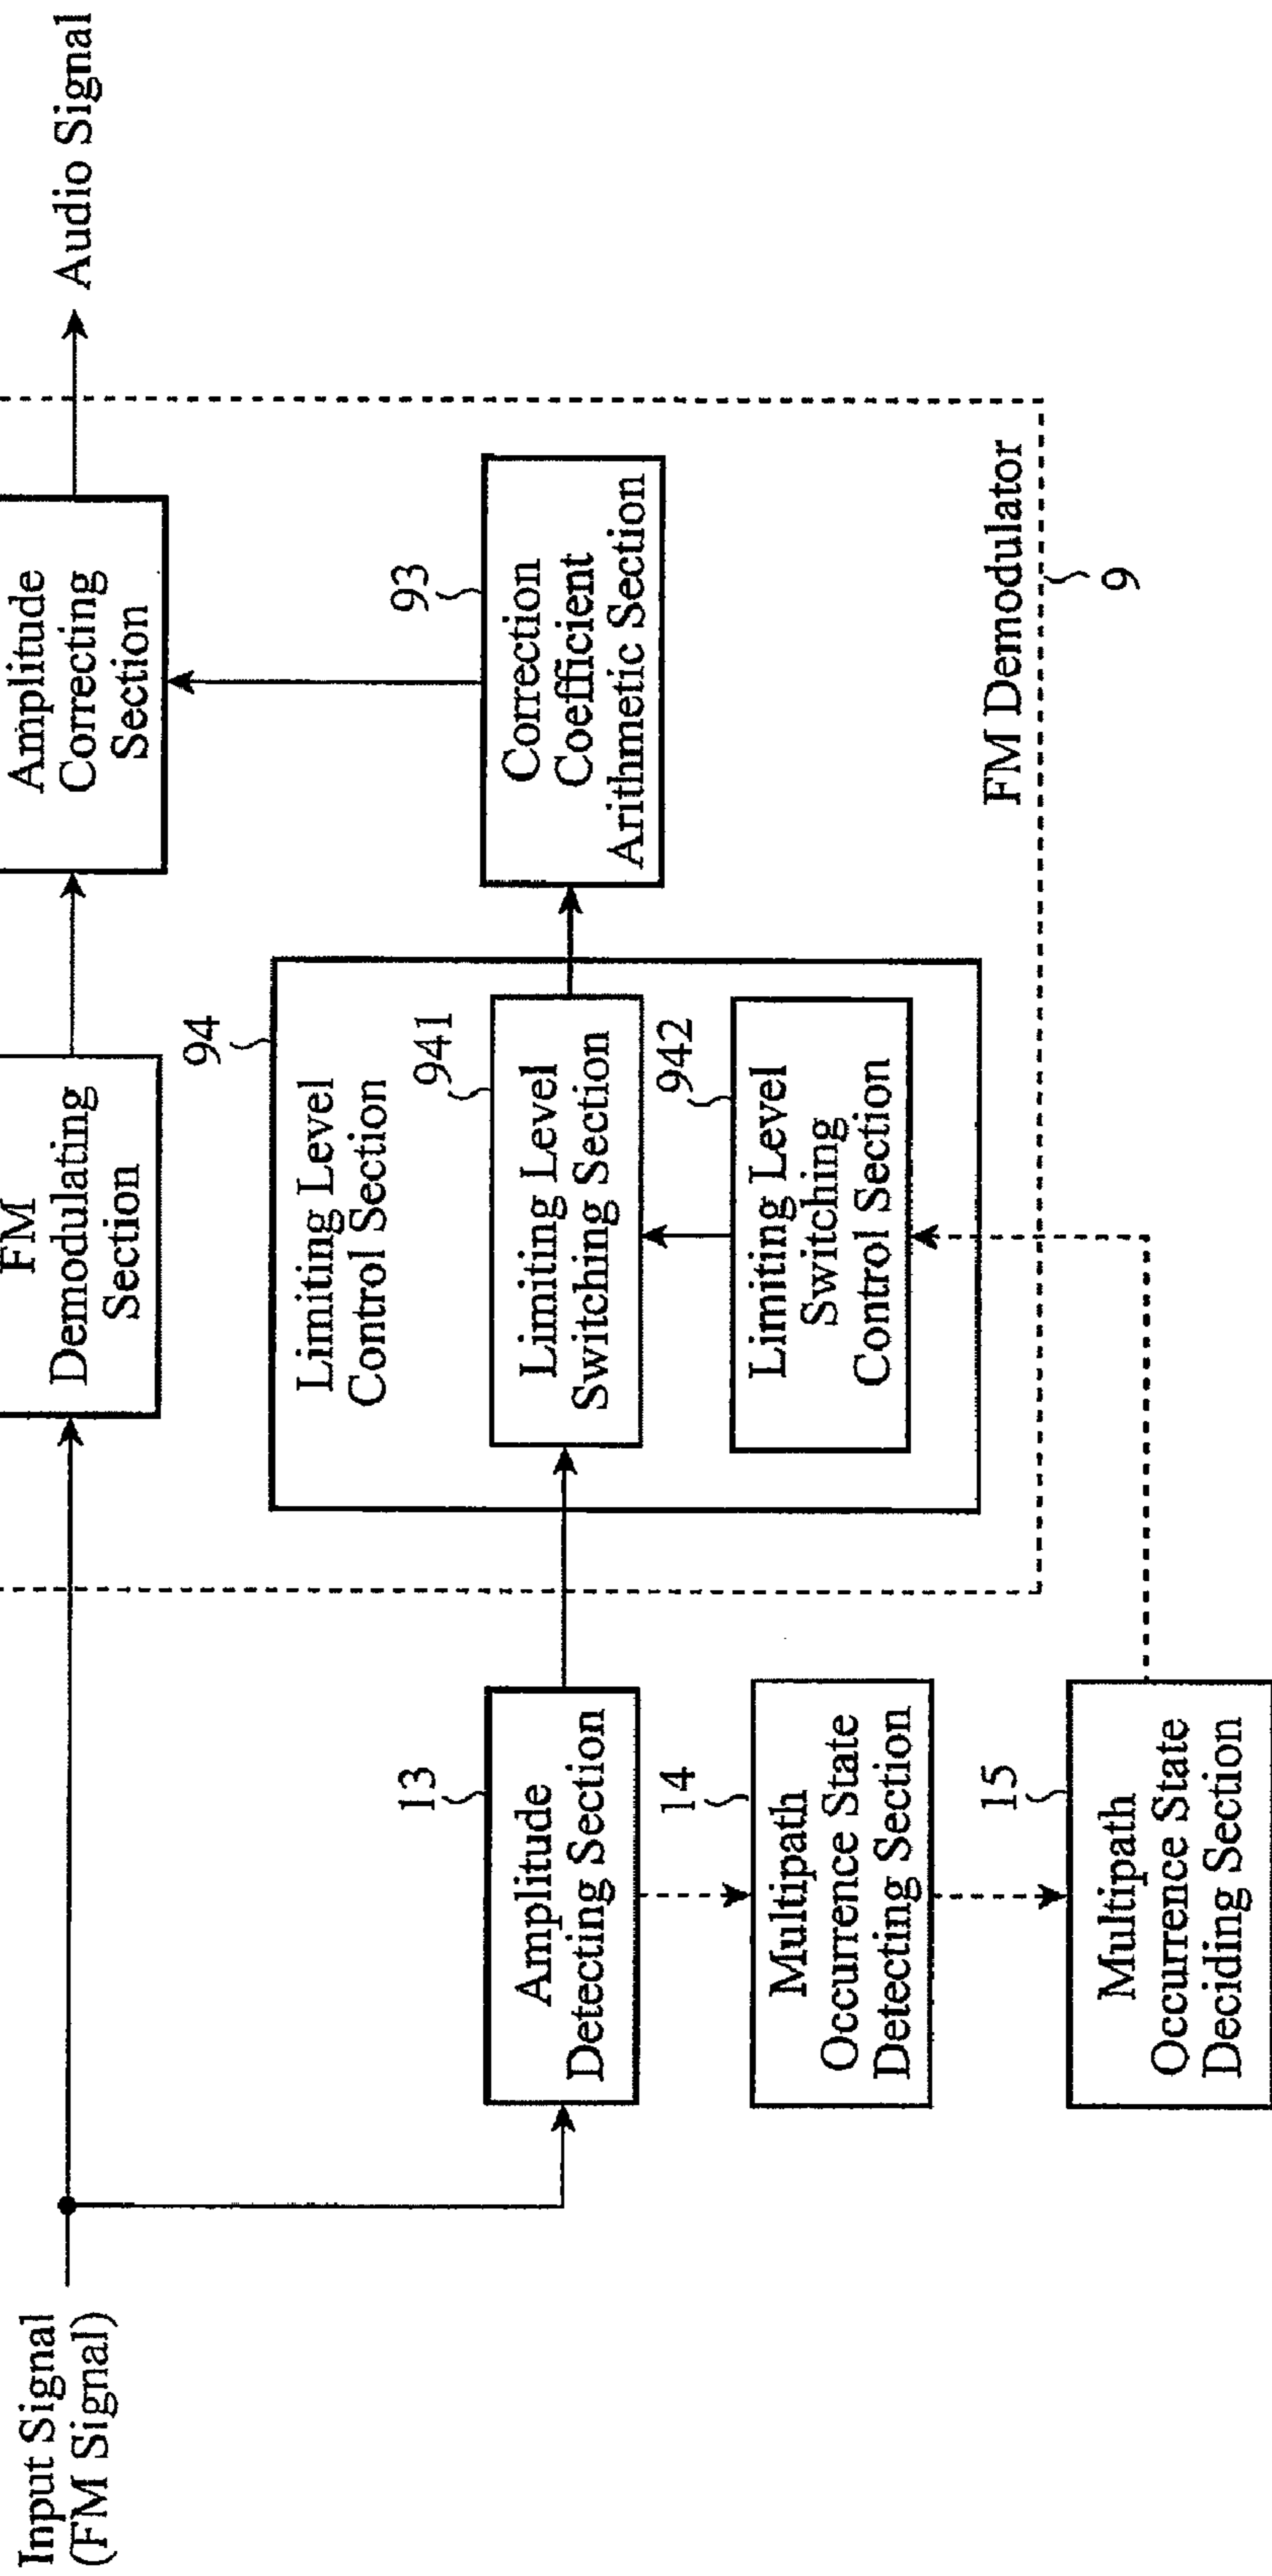 Input Signal
(FM Signal)
FM
Demodulating
Section
Amplitude
Correcting
Section
Audio Signal
94
Limiting Level
Control Section
941
Limiting Level
Switching Section
942
Limiting Level
Switching
Control Section
93
Correction
Coefficient
Arithmetic Section
13
Amplitude
Detecting Section
14
Multipath
Occurrence State
Detecting Section
15
Multipath
Occurrence State
Deciding Section
FM Demodulator
9